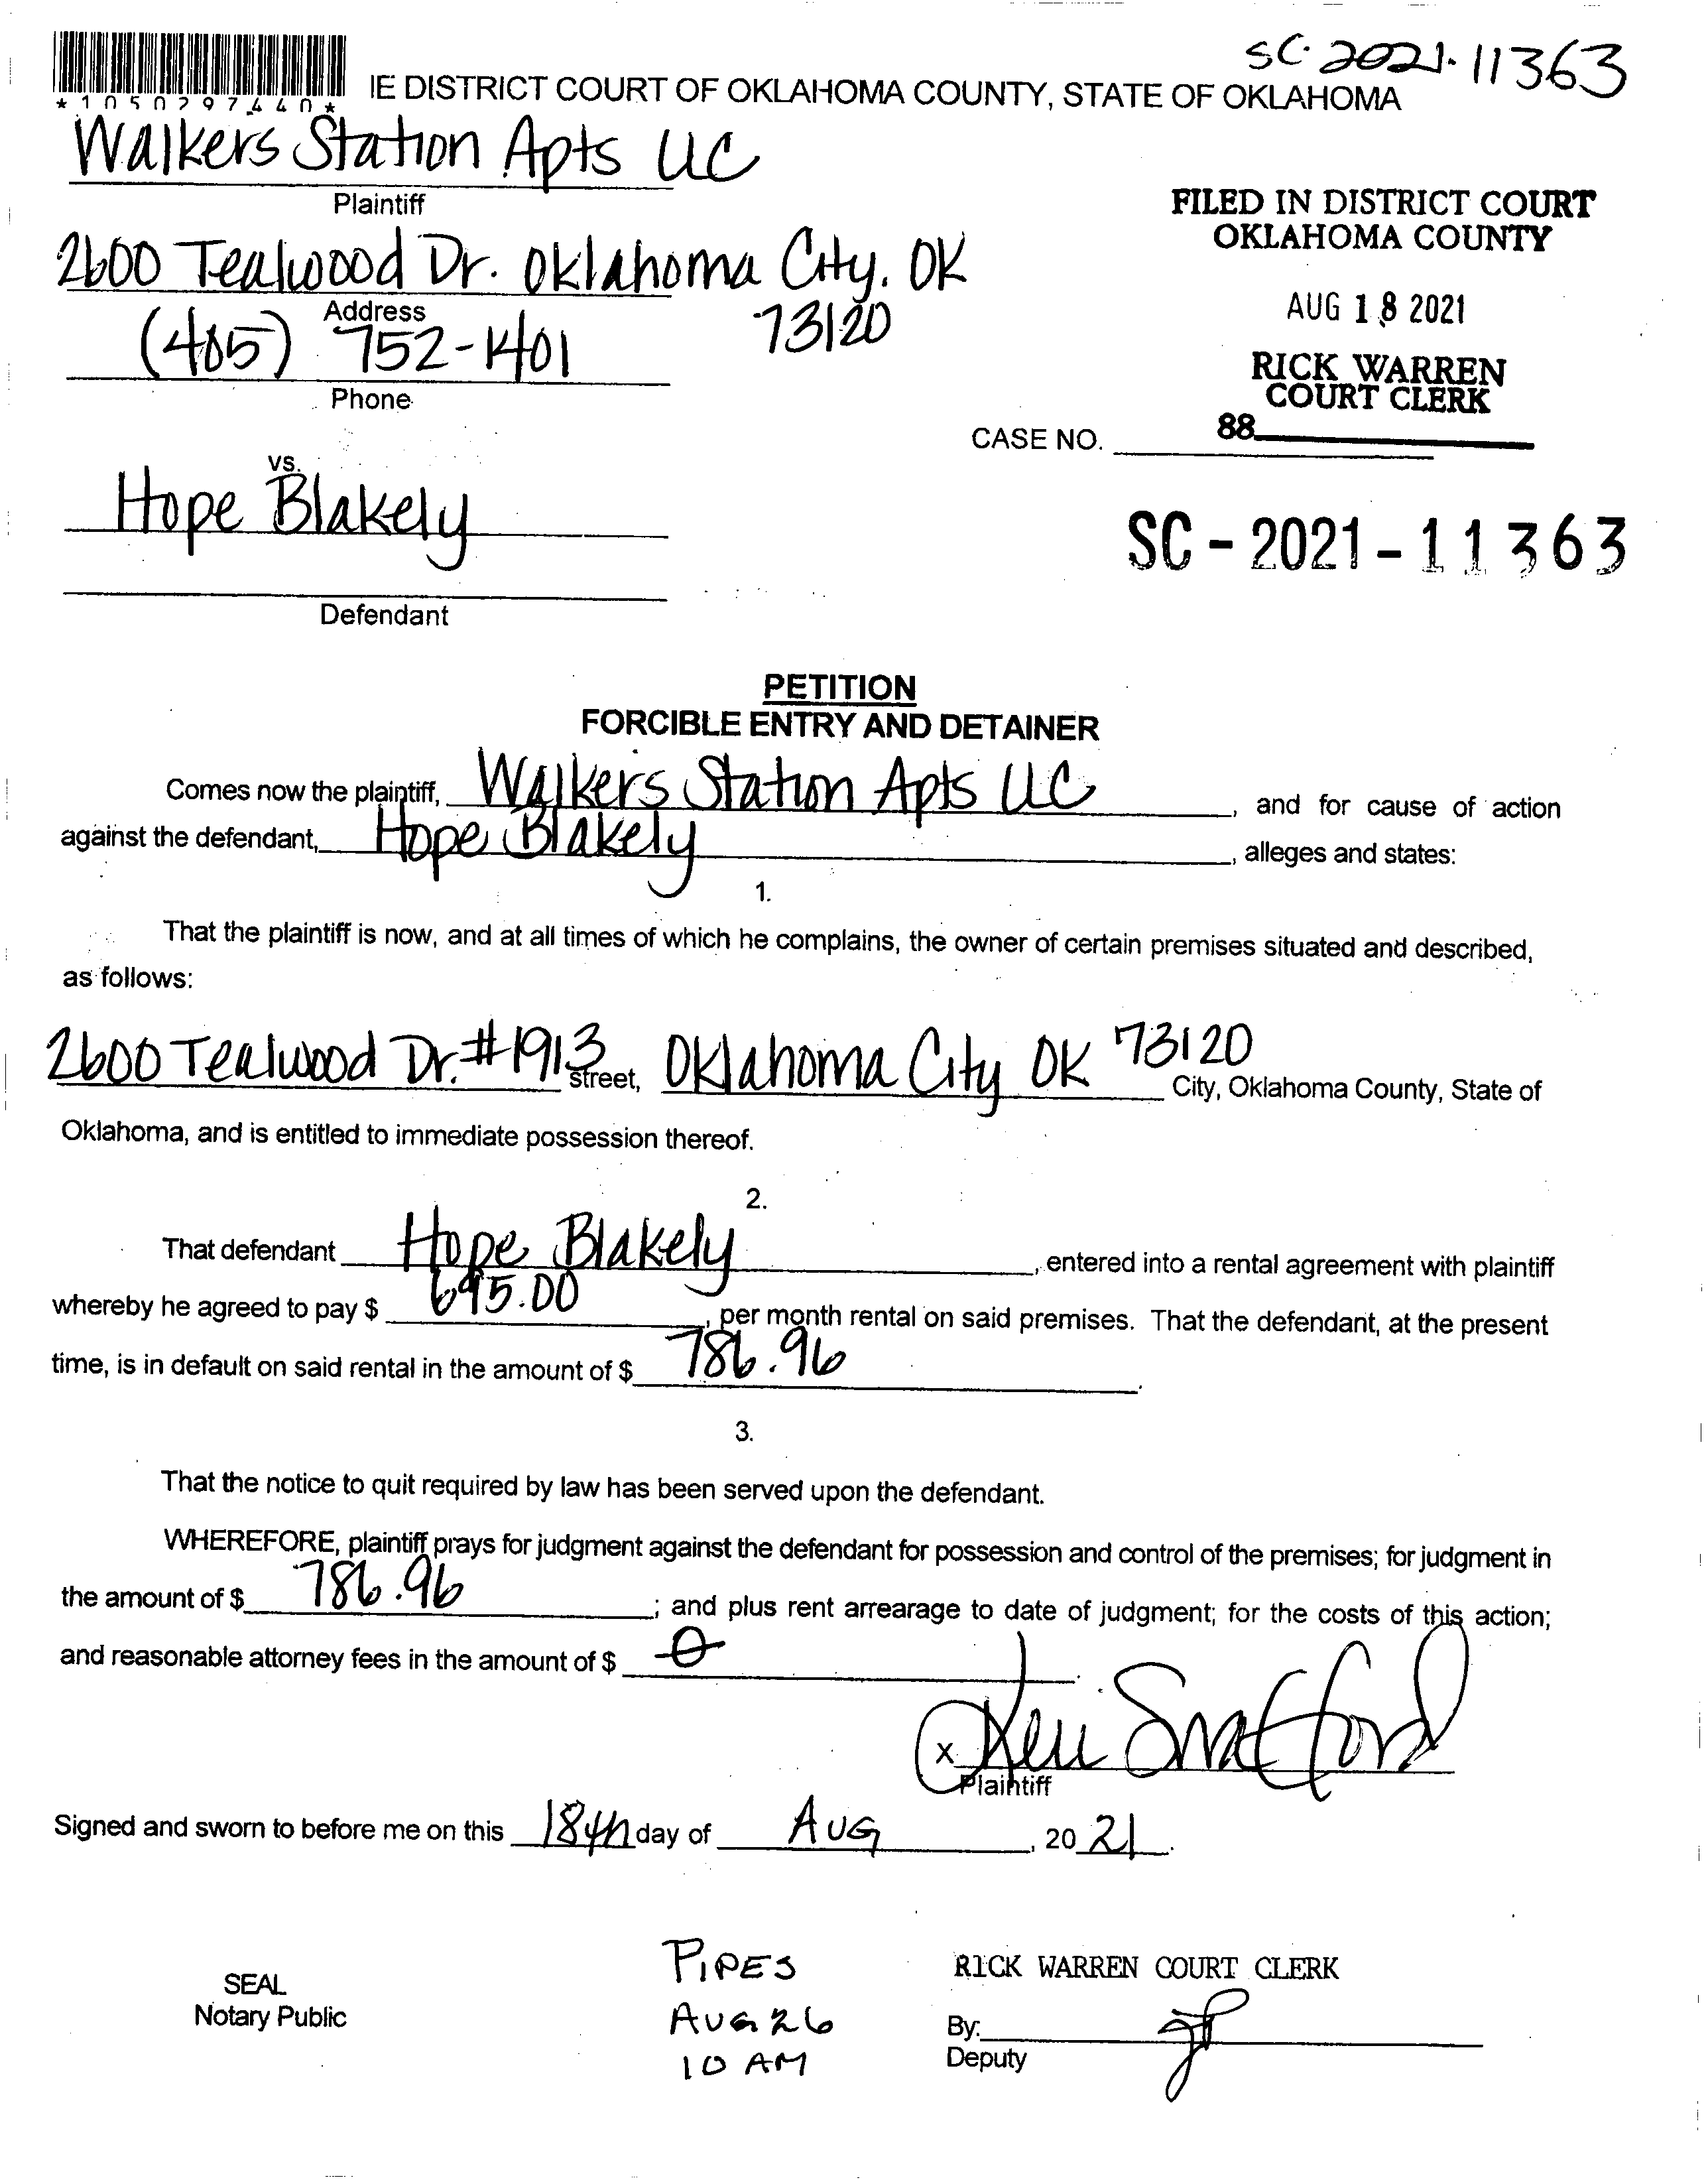 SC-2021-11363
*1050297440*
IE DISTRICT COURT OF OKLAHOMA COUNTY, STATE OF OKLAHOMA
Walkers Station Apts LLC
Plaintiff
FILED IN DISTRICT COURT
OKLAHOMA COUNTY
2600 Tealwood Dr. Oklahoma City, OK
73120
Address
AUG 18 2021
(405) 752-1401
Phone
RICK WARREN
COURT CLERK
CASE NO. 88
vs.
Hope Blakely
SC-2021-11363
Defendant
PETITION
FORCIBLE ENTRY AND DETAINER
Comes now the plaintiff, Walkers Station Apts LLC, and for cause of action
against the defendant, Hope Blakely, alleges and states:
1.
That the plaintiff is now, and at all times of which he complains, the owner of certain premises situated and described,
as follows:
2600 Tealwood Dr. #1913 street, Oklahoma City OK 73120 City, Oklahoma County, State of
Oklahoma, and is entitled to immediate possession thereof.
2.
That defendant Hope Blakely, entered into a rental agreement with plaintiff
whereby he agreed to pay $ 695.00, per month rental on said premises. That the defendant, at the present
time, is in default on said rental in the amount of $ 786.96.
3.
That the notice to quit required by law has been served upon the defendant.
WHEREFORE, plaintiff prays for judgment against the defendant for possession and control of the premises; for judgment in
the amount of $ 786.96; and plus rent arrearage to date of judgment; for the costs of this action;
and reasonable attorney fees in the amount of $ 0.
x
Plaintiff
Signed and sworn to before me on this 18th day of Aug, 2021.
SEAL
Notary Public
PIPES
AUG 26
10 AM
RICK WARREN COURT CLERK
By:
Deputy